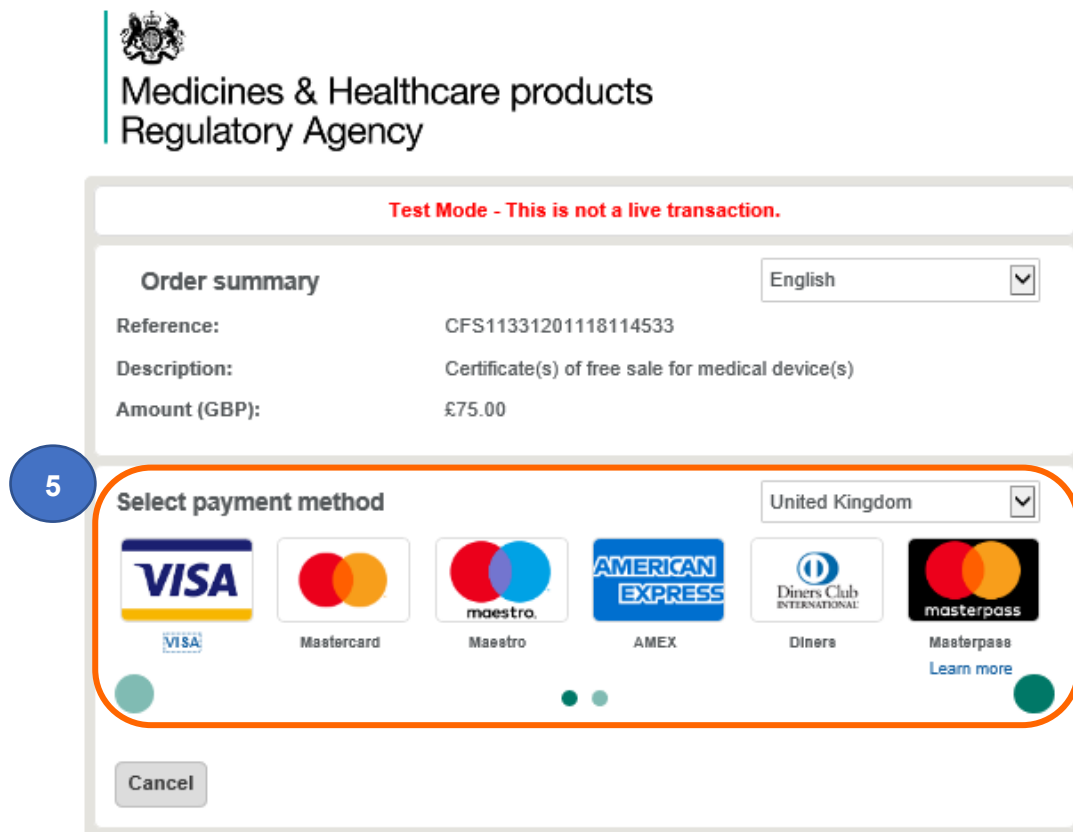 Medicines & Healthcare products
Regulatory Agency
Test Mode - This is not a live transaction.
Order summary English
Reference: CFS11331201118114533
Description: Certificate(s) of free sale for medical device(s)
Amount (GBP): £75.00
5
Select payment method United Kingdom
VISA maestro. AMERICAN EXPRESS Diners Club INTERNATIONAL masterpass
VISA Mastercard Maestro AMEX Diners Masterpass
Learn more
Cancel